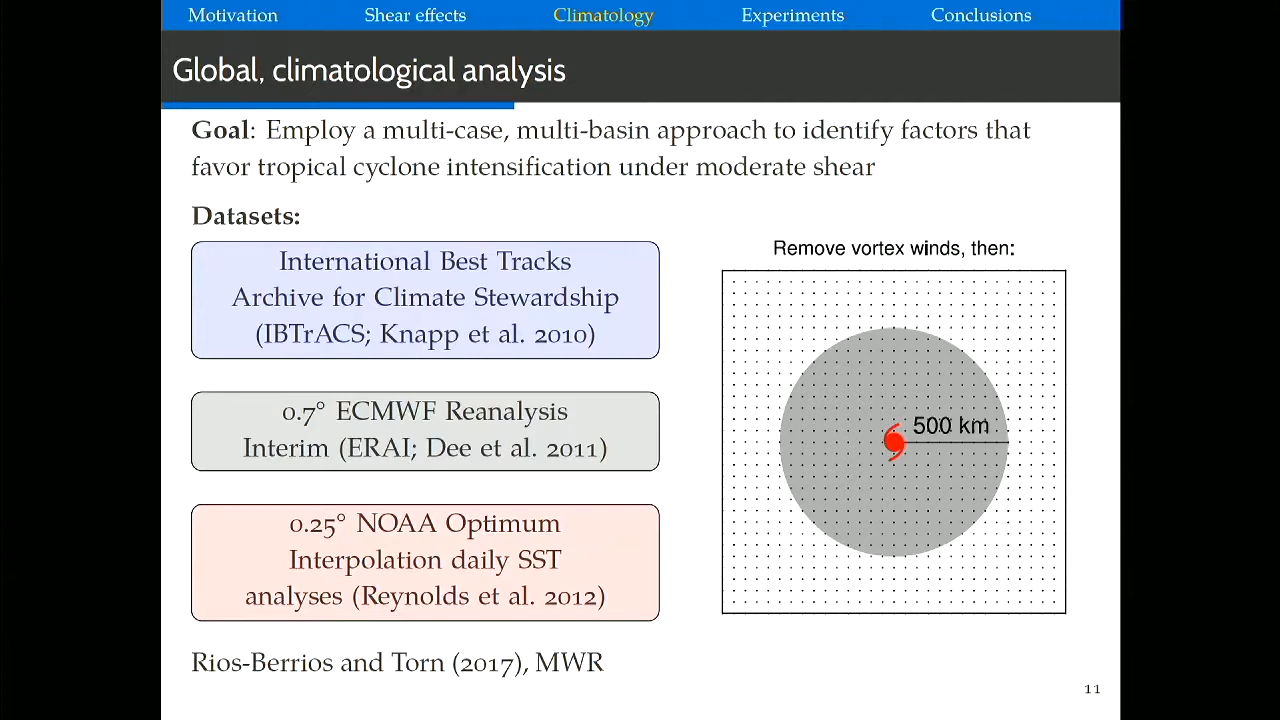 Motivation Shear effects Climatology Experiments Conclusions
Global, climatological analysis
Goal: Employ a multi-case, multi-basin approach to identify factors that
favor tropical cyclone intensification under moderate shear
Datasets:
International Best Tracks
Archive for Climate Stewardship
(IBTrACS; Knapp et al. 2010)
0.7° ECMWF Reanalysis
Interim (ERAI; Dee et al. 2011)
0.25° NOAA Optimum
Interpolation daily SST
analyses (Reynolds et al. 2012)
Remove vortex winds, then:
500 km
Rios-Berrios and Torn (2017), MWR
11